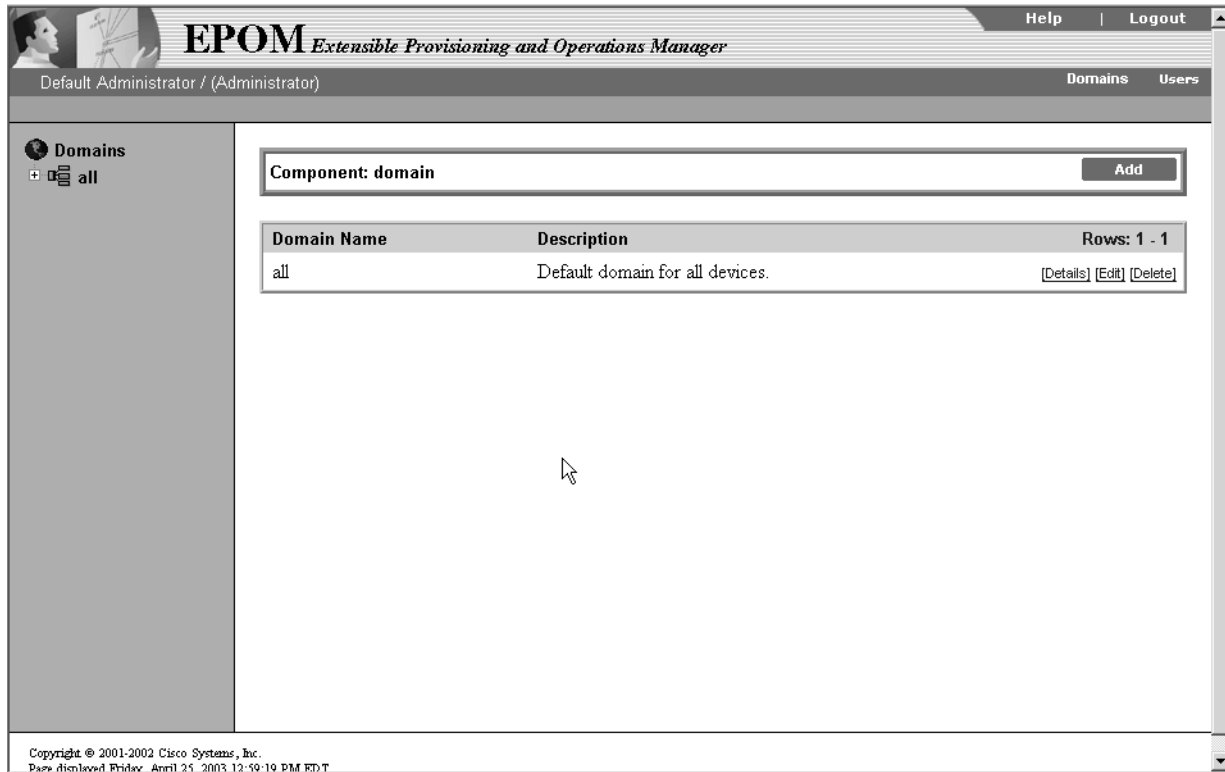 Help | Logout
EPOM Extensible Provisioning and Operations Manager
Default Administrator / (Administrator)
Domains Users
Domains
all
Component: domain
Add
Domain Name Description Rows: 1 - 1
all Default domain for all devices. [Details] [Edit] [Delete]
Copyright © 2001-2002 Cisco Systems, Inc.
Page displayed Friday, April 25, 2003 12:59:19 PM EDT